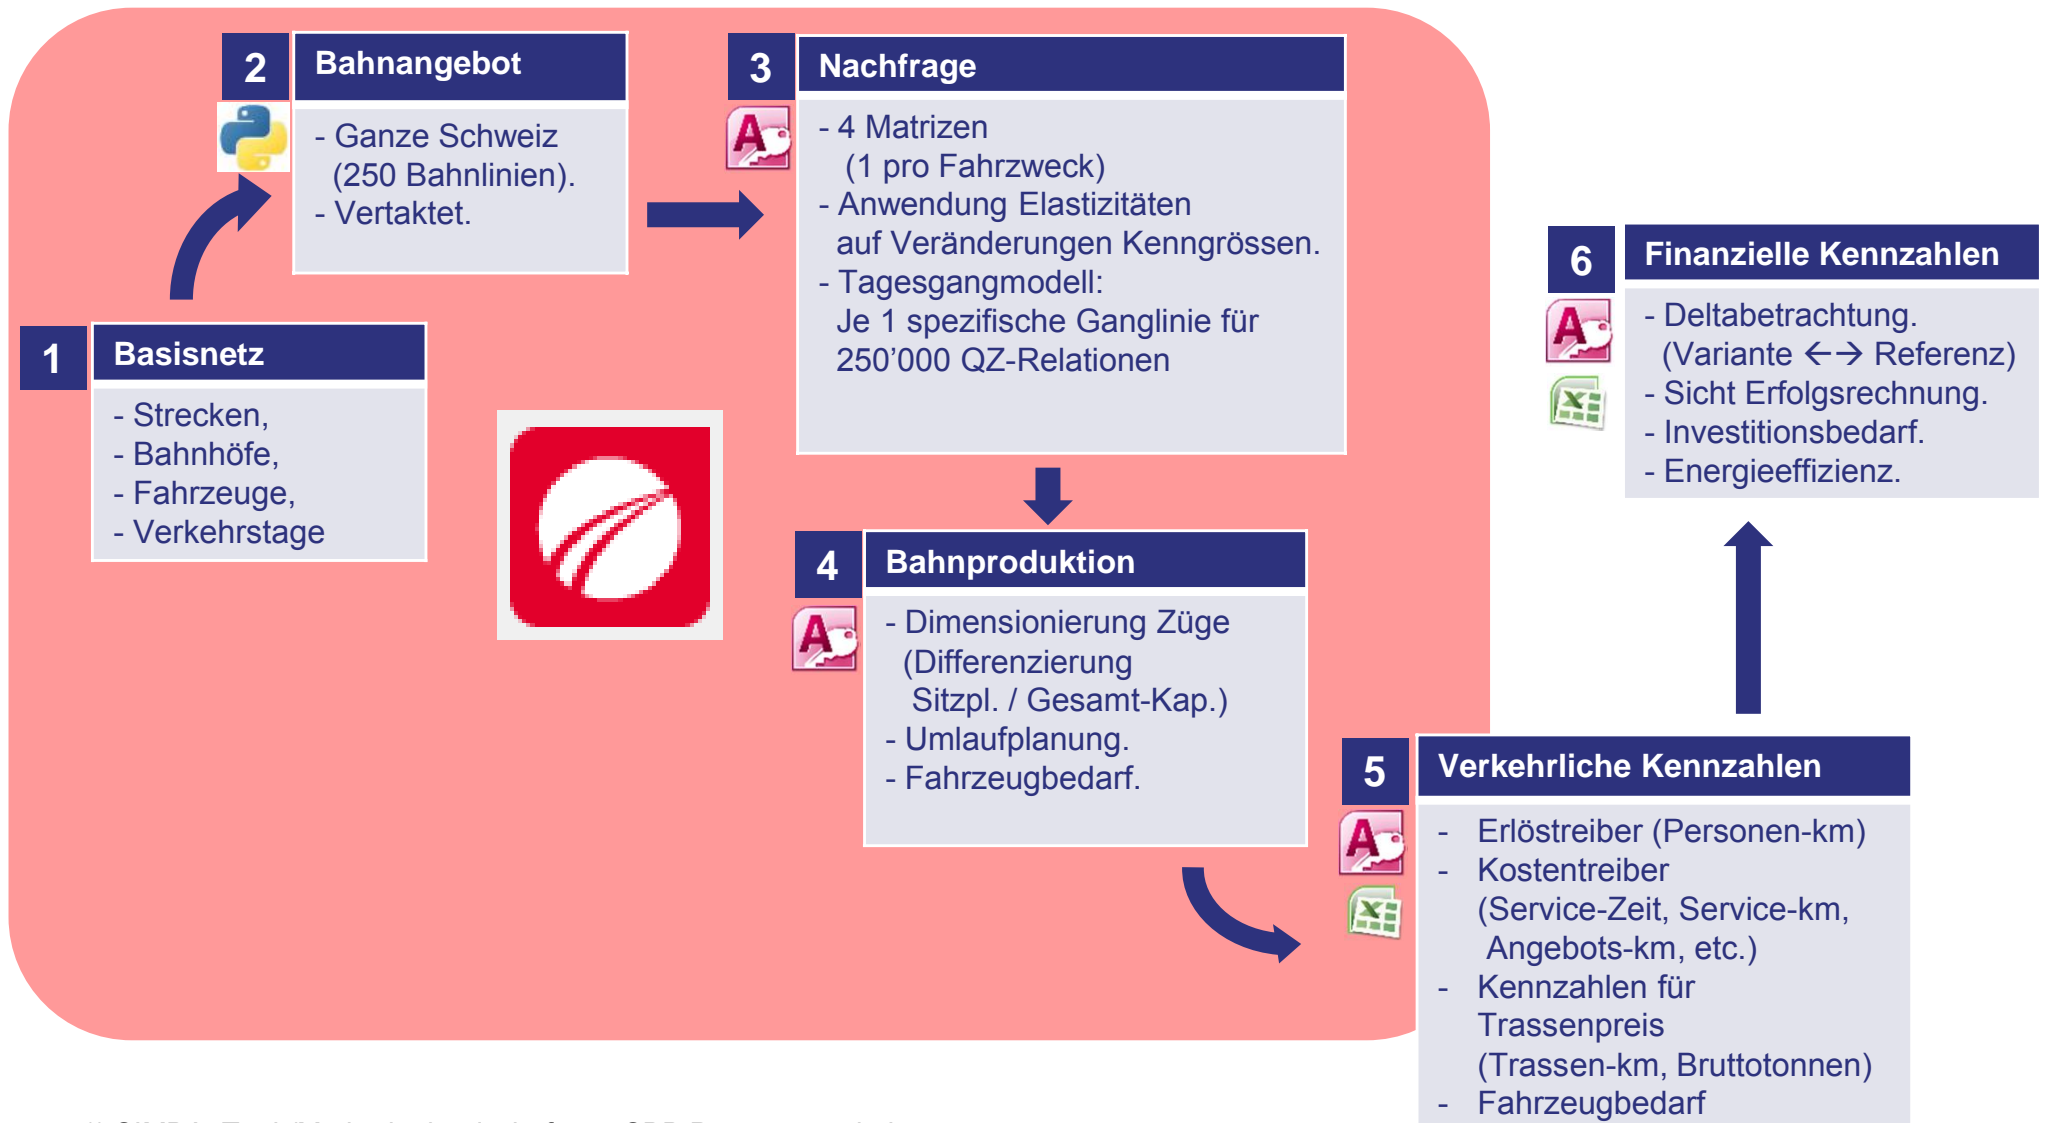 1
Basisnetz
- Strecken,
- Bahnhöfe,
- Fahrzeuge,
- Verkehrstage
2
Bahnangebot
- Ganze Schweiz
(250 Bahnlinien).
- Vertaktet.
3
Nachfrage
- 4 Matrizen
(1 pro Fahrzweck)
- Anwendung Elastizitäten
auf Veränderungen Kenngrössen.
- Tagesgangmodell:
Je 1 spezifische Ganglinie für
250’000 QZ-Relationen
4
Bahnproduktion
- Dimensionierung Züge
(Differenzierung
Sitzpl. / Gesamt-Kap.)
- Umlaufplanung.
- Fahrzeugbedarf.
5
Verkehrliche Kennzahlen
- Erlöstreiber (Personen-km)
- Kostentreiber
(Service-Zeit, Service-km,
Angebots-km, etc.)
- Kennzahlen für
Trassenpreis
(Trassen-km, Bruttotonnen)
- Fahrzeugbedarf
6
Finanzielle Kennzahlen
- Deltabetrachtung.
(Variante ←→ Referenz)
- Sicht Erfolgsrechnung.
- Investitionsbedarf.
- Energieeffizienz.